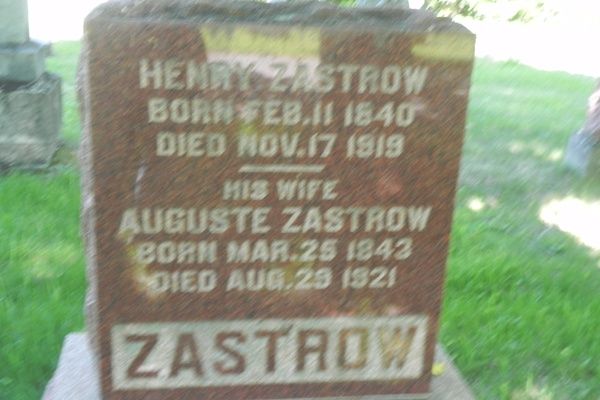 HENRY ZASTROW
BORN FEB. 11 1840
DIED NOV. 17 1919
HIS WIFE
AUGUSTE ZASTROW
BORN MAR. 25 1843
DIED AUG. 29 1921
ZASTROW